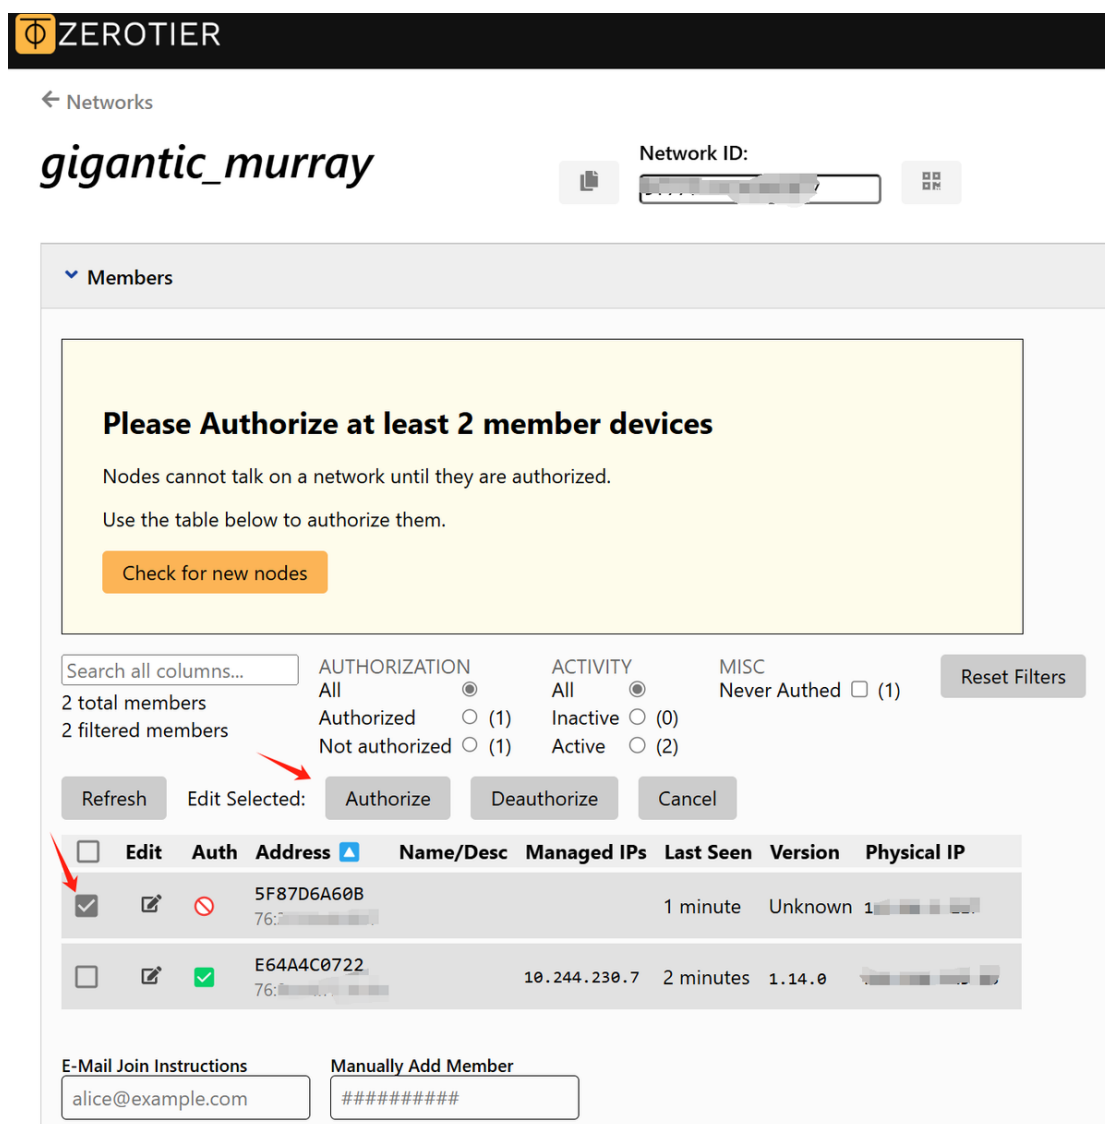 ZEROTIER
Networks
gigantic_murray
Network ID:
Members
Please Authorize at least 2 member devices
Nodes cannot talk on a network until they are authorized.
Use the table below to authorize them.
Check for new nodes
Search all columns...
2 total members
2 filtered members
AUTHORIZATION
All
Authorized (1)
Not authorized (1)
ACTIVITY
All
Inactive (0)
Active (2)
MISC
Never Authed (1)
Reset Filters
Refresh Edit Selected: Authorize Deauthorize Cancel
Edit Auth Address Name/Desc Managed IPs Last Seen Version Physical IP
5F87D6A60B 1 minute Unknown
76:
E64A4C0722 10.244.230.7 2 minutes 1.14.0
76:
E-Mail Join Instructions Manually Add Member
alice@example.com ##########